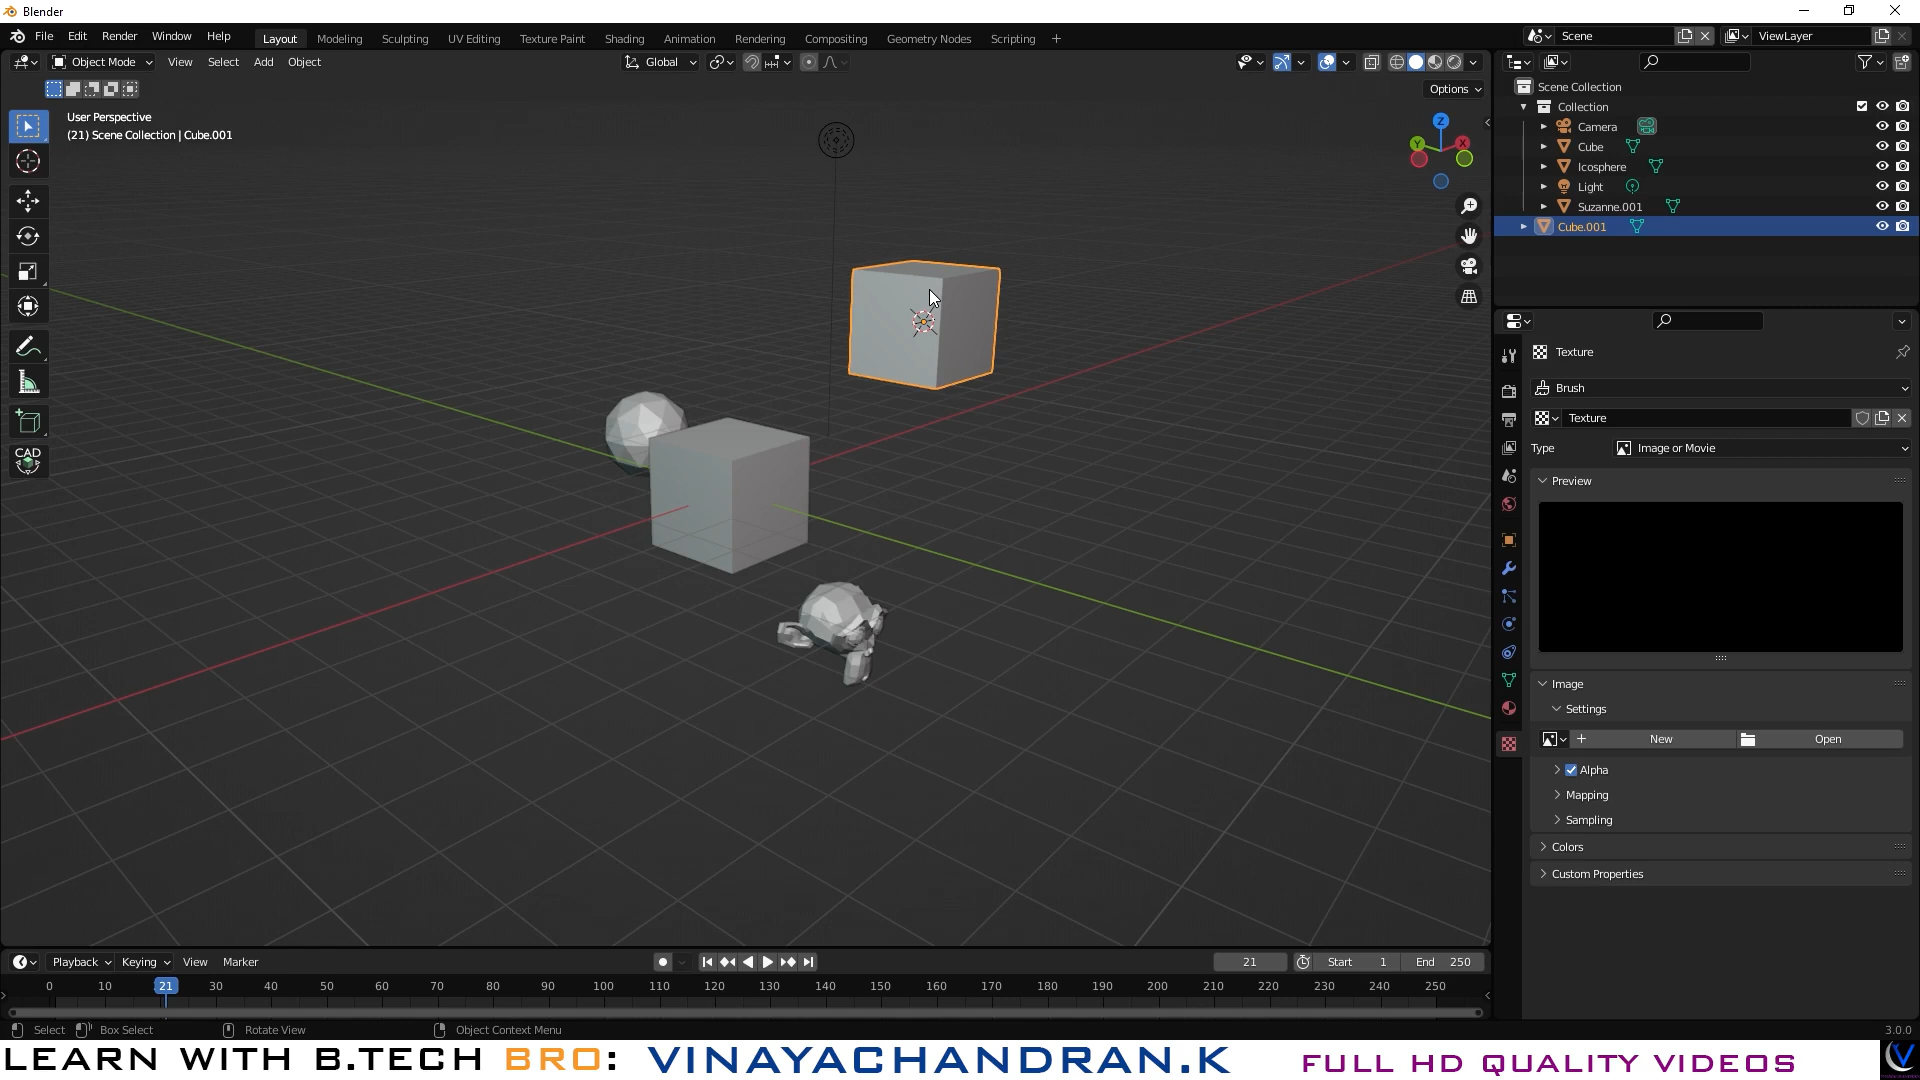 Blender
File Edit Render Window Help Layout Modeling Sculpting UV Editing Texture Paint Shading Animation Rendering Compositing Geometry Nodes Scripting + Scene ViewLayer
Object Mode View Select Add Object Global
Options
User Perspective
(21) Scene Collection | Cube.001
Z
Y X
CAD
Scene Collection
Collection
Camera
Cube
Icosphere
Light
Suzanne.001
Cube.001
Texture
Brush
Texture
Type Image or Movie
Preview
Image
Settings
New Open
Alpha
Mapping
Sampling
Colors
Custom Properties
Playback Keying View Marker 21 Start 1 End 250
0 10 21 30 40 50 60 70 80 90 100 110 120 130 140 150 160 170 180 190 200 210 220 230 240 250
Select Box Select Rotate View Object Context Menu 3.0.0
LEARN WITH B.TECH BRO: VINAYACHANDRAN.K FULL HD QUALITY VIDEOS